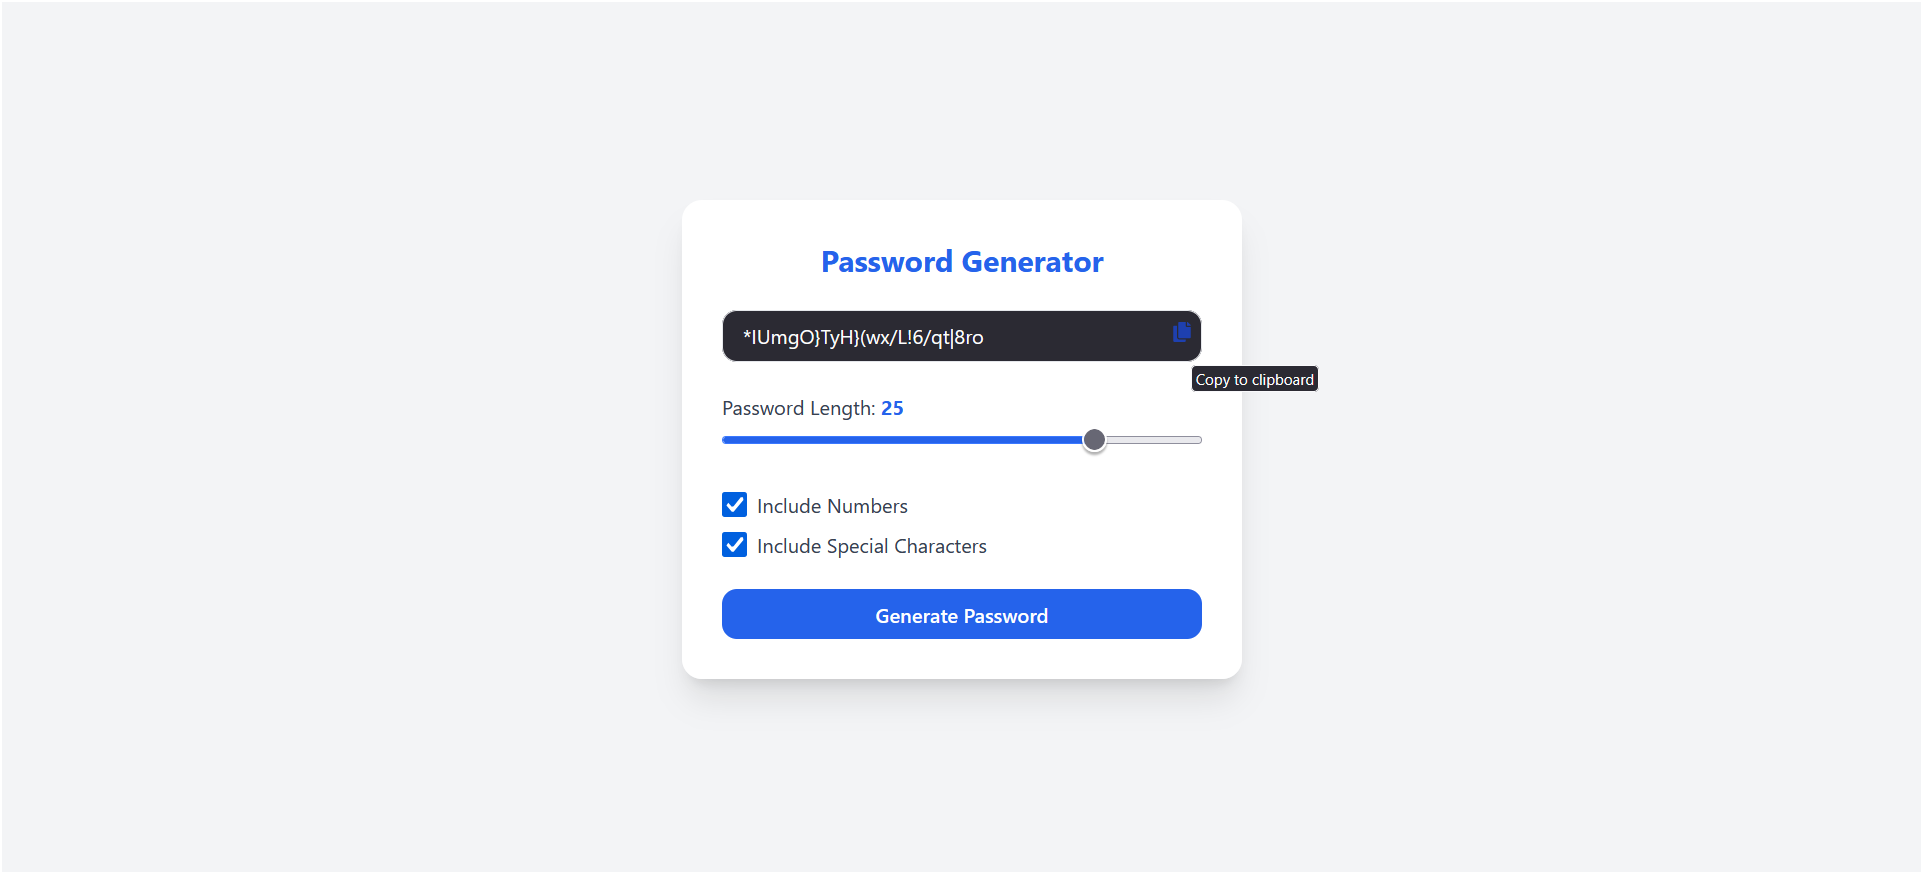 Password Generator
*IUmgO}TyH}(wx/L!6/qt|8ro
Copy to clipboard
Password Length: 25
Include Numbers
Include Special Characters
Generate Password